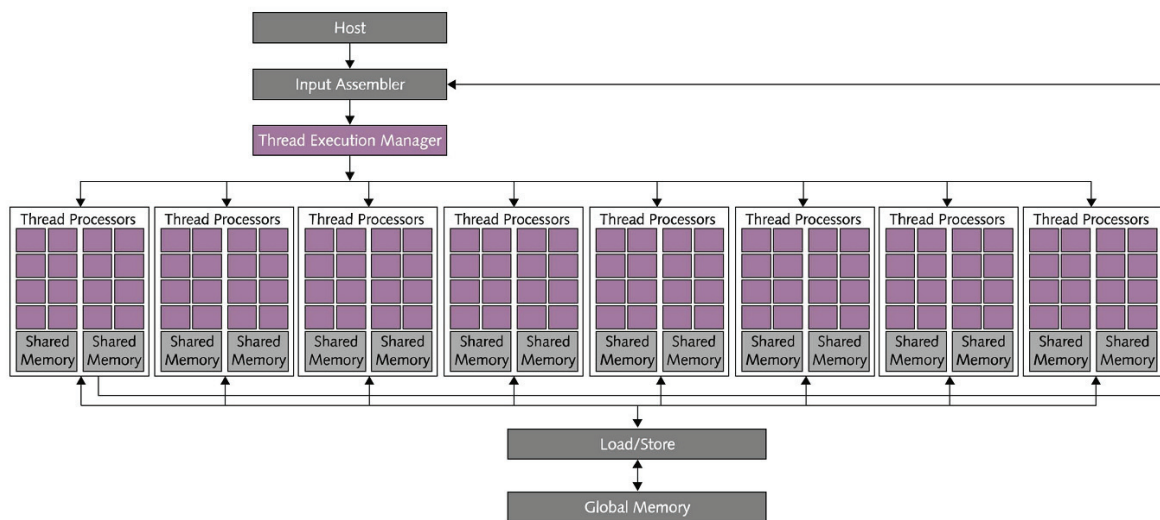 Host
Input Assembler
Thread Execution Manager
Thread Processors Thread Processors Thread Processors Thread Processors Thread Processors Thread Processors Thread Processors Thread Processors
Shared Shared Shared Shared Shared Shared Shared Shared Shared Shared Shared Shared Shared Shared Shared Shared
Memory Memory Memory Memory Memory Memory Memory Memory Memory Memory Memory Memory Memory Memory Memory Memory
Load/Store
Global Memory